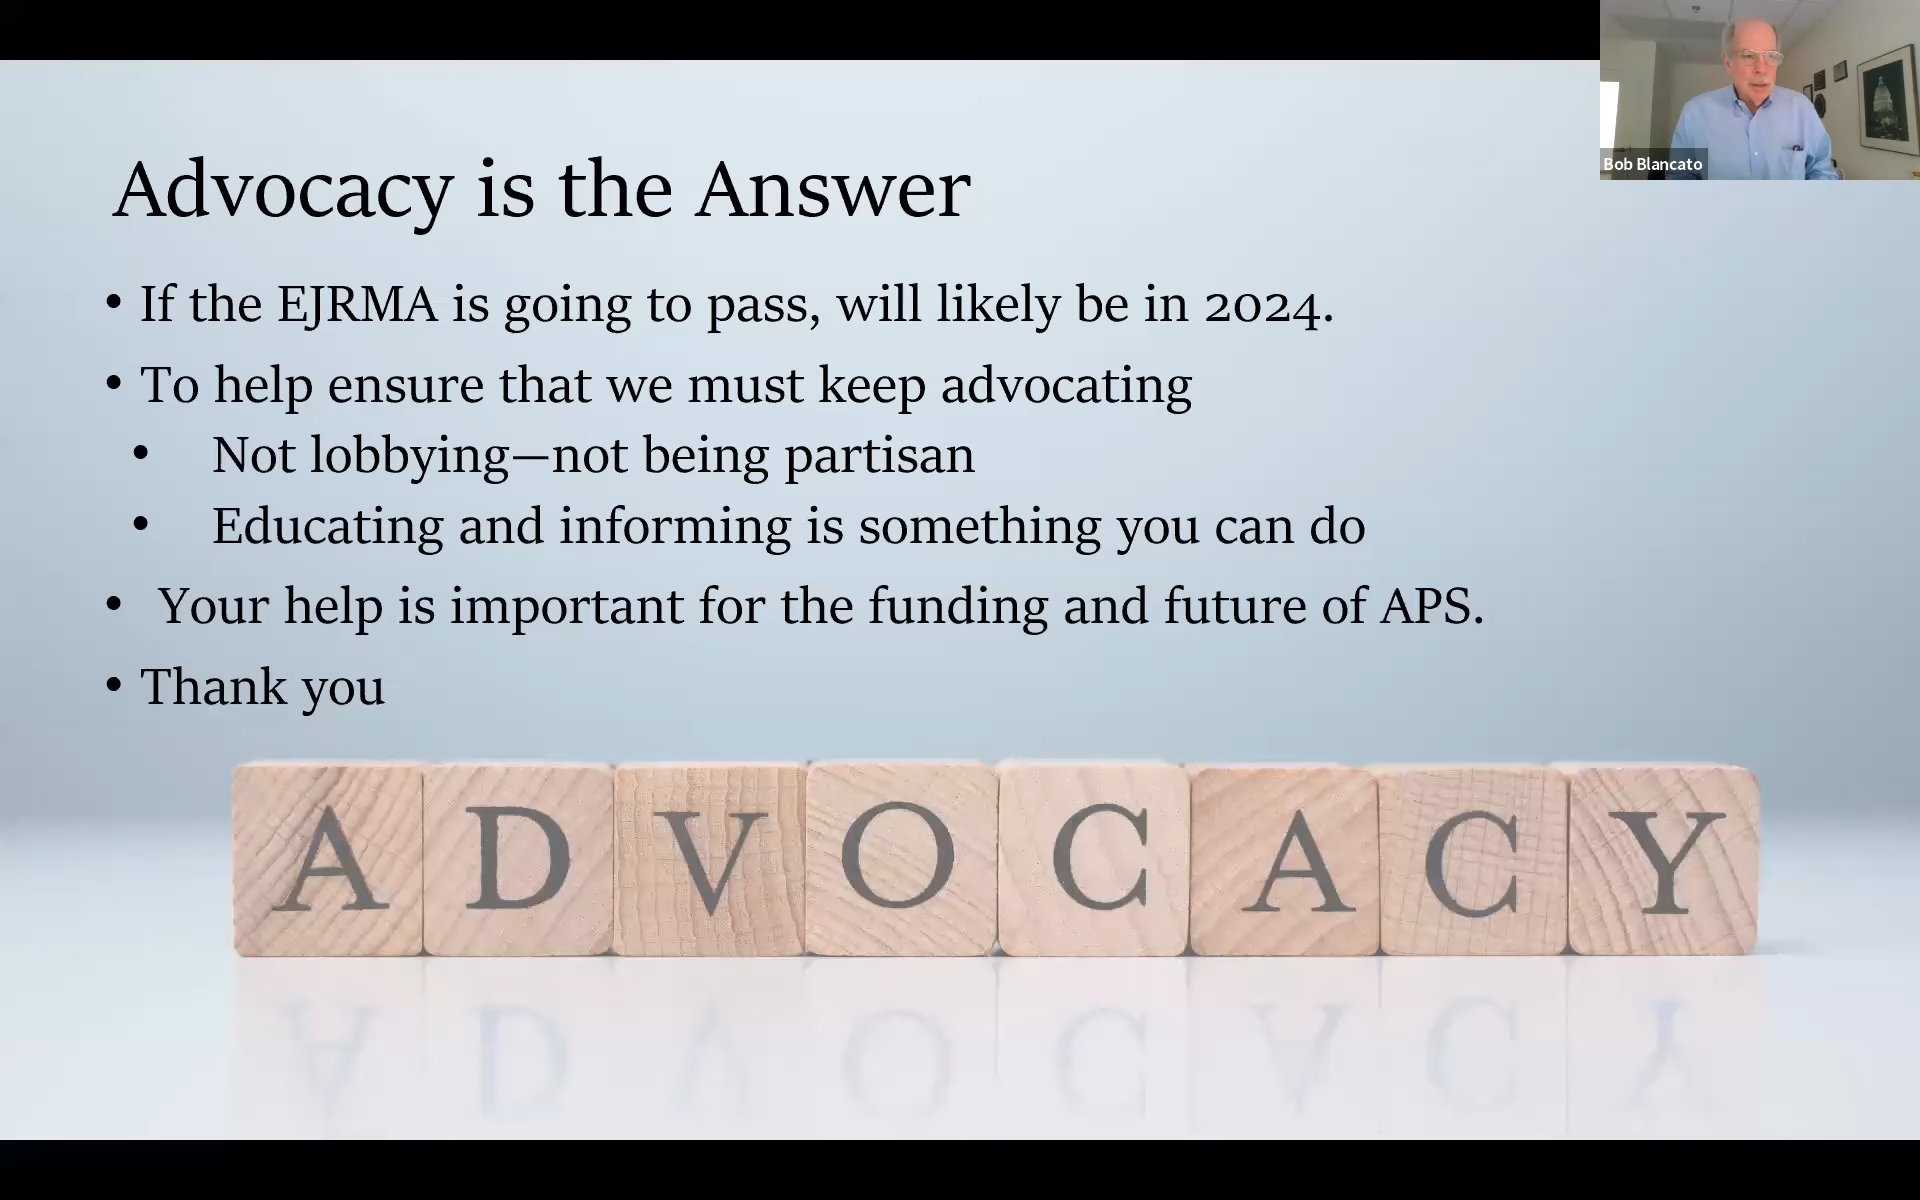 Bob Blancato
Advocacy is the Answer
• If the EJRMA is going to pass, will likely be in 2024.
• To help ensure that we must keep advocating
• Not lobbying—not being partisan
• Educating and informing is something you can do
• Your help is important for the funding and future of APS.
• Thank you
ADVOCACY